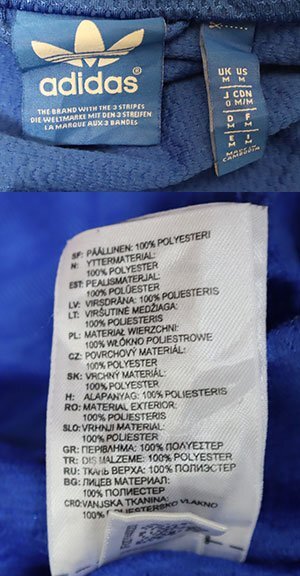 adidas®
THE BRAND WITH THE 3 STRIPES
DIE WELTMARKE MIT DEN 3 STREIFEN
LA MARQUE AUX 3 BANDES
UK US
M M
J CDN
O M/M
D F
M M
E I
M M
CAMBODIA
SF: PÄÄLLINEN: 100% POLYESTERI
N: YTTERMATERIAL:
100% POLYESTER
EST: PEALISMATERJAL:
100% POLÜESTER
LV: VIRSDRĀNA: 100% POLIESTERIS
LT: VIRŠUTINĖ MEDŽIAGA:
100% POLIESTERIS
PL: MATERIAŁ WIERZCHNI:
100% WŁÓKNO POLIESTROWE
CZ: POVRCHOVÝ MATERIÁL:
100% POLYESTER
SK: VRCHNÝ MATERIÁL:
100% POLYESTER
H: ALAPANYAG: 100% POLIESTER
RO: MATERIAL EXTERIOR:
100% POLIESTER
SLO: VRHNJI MATERIAL:
100% POLIESTER
GR: ΠΕΡΙΒΛΗΜΑ: 100% ΠΟΛΥΕΣΤΕΡ
TR: DIS MALZEME: 100% POLYESTER
RU: ТКАНЬ ВЕРХА: 100% ПОЛИЭСТЕР
BG: ЛИЦЕВ МАТЕРИАЛ:
100% ПОЛИЕСТЕР
CRO: VANJSKA TKANINA:
100% POLIESTERSKO VLAKNO